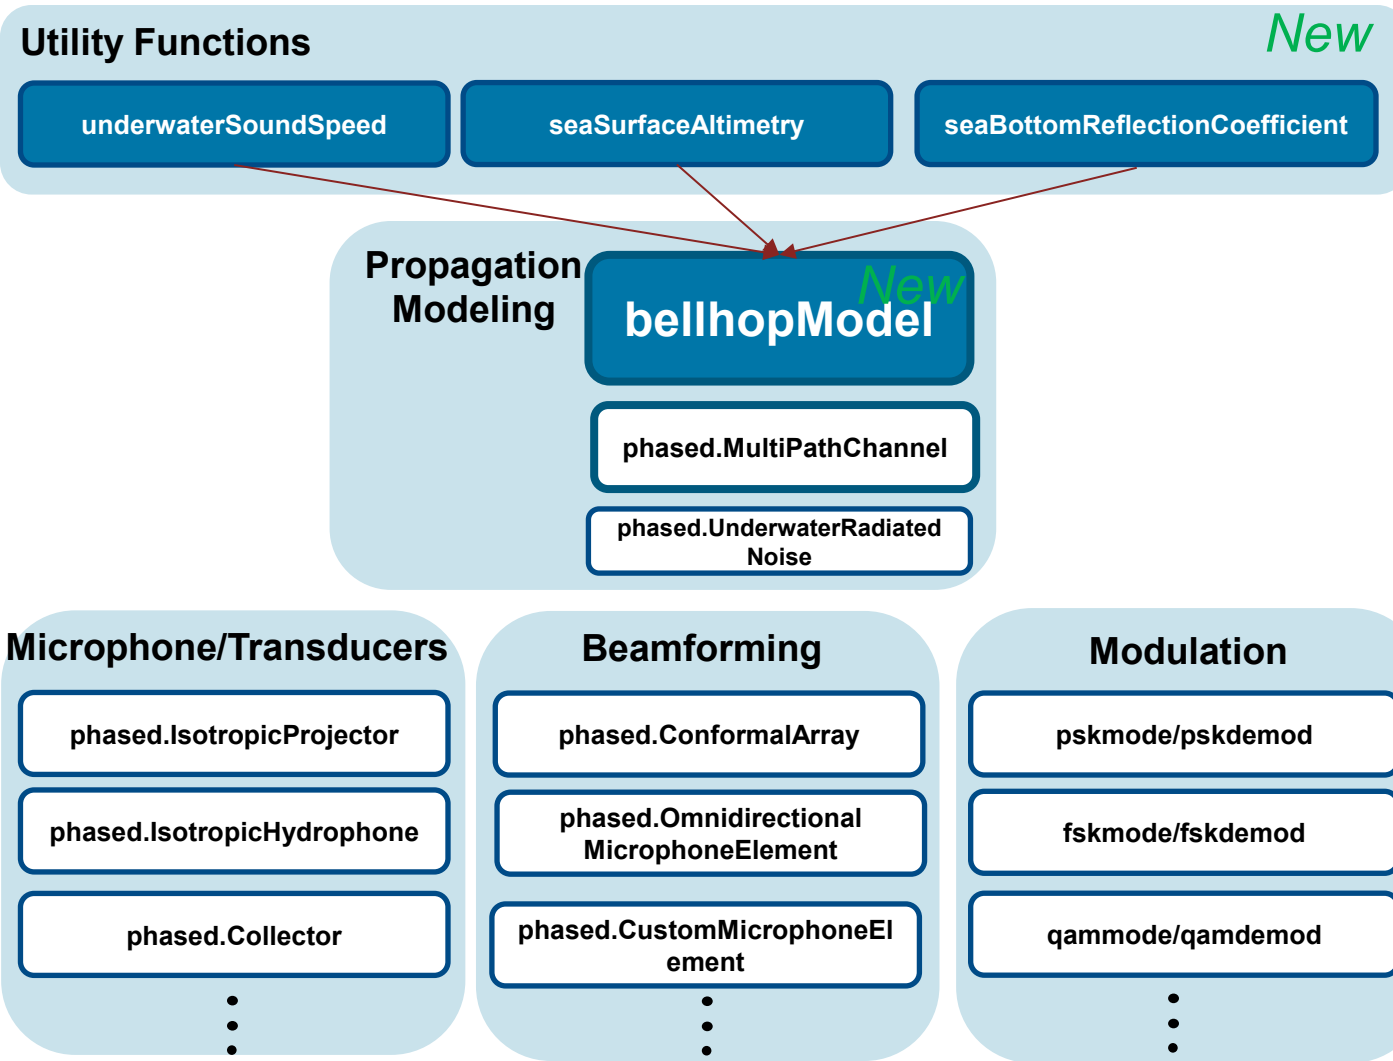 Utility Functions
New
underwaterSoundSpeed
seaSurfaceAltimetry
seaBottomReflectionCoefficient
Propagation
Modeling
New
bellhopModel
phased.MultiPathChannel
phased.UnderwaterRadiated
Noise
Microphone/Transducers
phased.IsotropicProjector
phased.IsotropicHydrophone
phased.Collector
Beamforming
phased.ConformalArray
phased.Omnidirectional
MicrophoneElement
phased.CustomMicrophoneEl
ement
Modulation
pskmode/pskdemod
fskmode/fskdemod
qammode/qamdemod